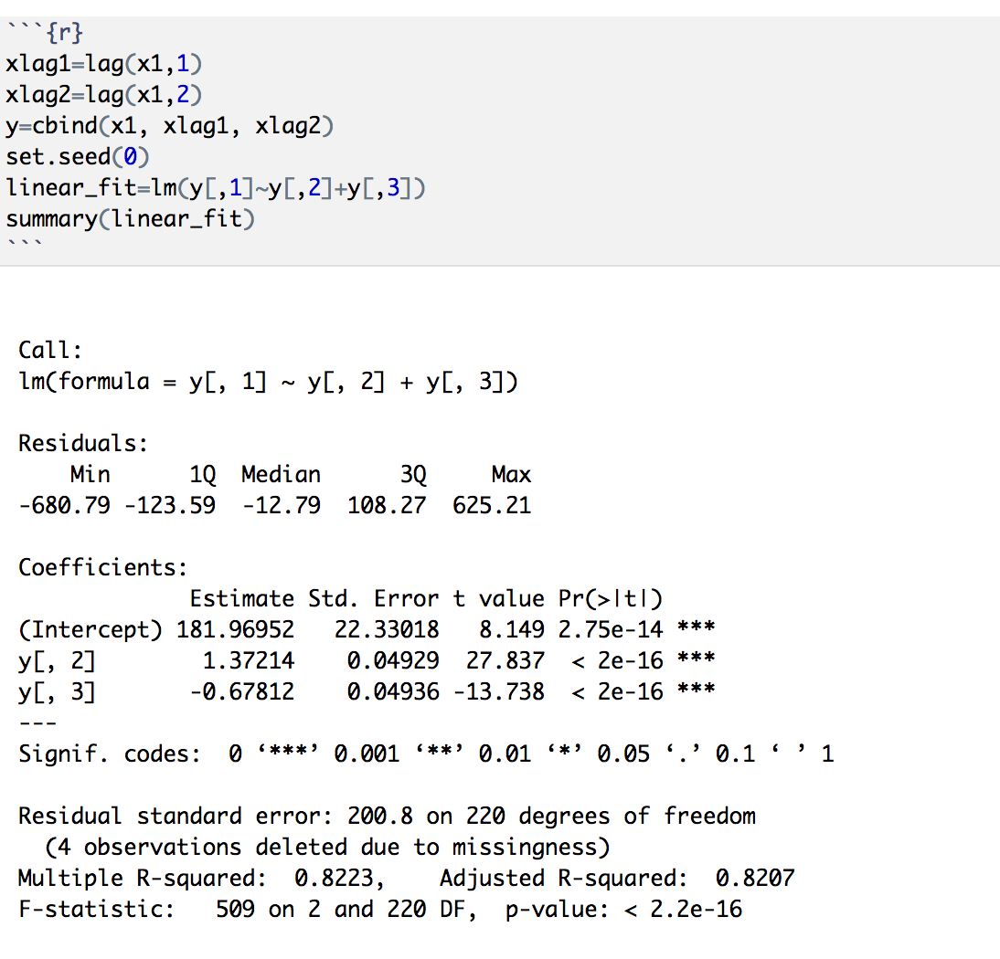 ```{r}
xlag1=lag(x1,1)
xlag2=lag(x1,2)
y=cbind(x1, xlag1, xlag2)
set.seed(0)
linear_fit=lm(y[,1]~y[,2]+y[,3])
summary(linear_fit)
```
Call:
lm(formula = y[, 1] ~ y[, 2] + y[, 3])
Residuals:
    Min      1Q  Median      3Q     Max
-680.79 -123.59  -12.79  108.27  625.21
Coefficients:
             Estimate Std. Error t value Pr(>|t|)
(Intercept) 181.96952   22.33018   8.149 2.75e-14 ***
y[, 2]        1.37214    0.04929  27.837  < 2e-16 ***
y[, 3]       -0.67812    0.04936 -13.738  < 2e-16 ***
---
Signif. codes:  0 ‘***’ 0.001 ‘**’ 0.01 ‘*’ 0.05 ‘.’ 0.1 ‘ ’ 1
Residual standard error: 200.8 on 220 degrees of freedom
  (4 observations deleted due to missingness)
Multiple R-squared:  0.8223,    Adjusted R-squared:  0.8207
F-statistic:   509 on 2 and 220 DF,  p-value: < 2.2e-16